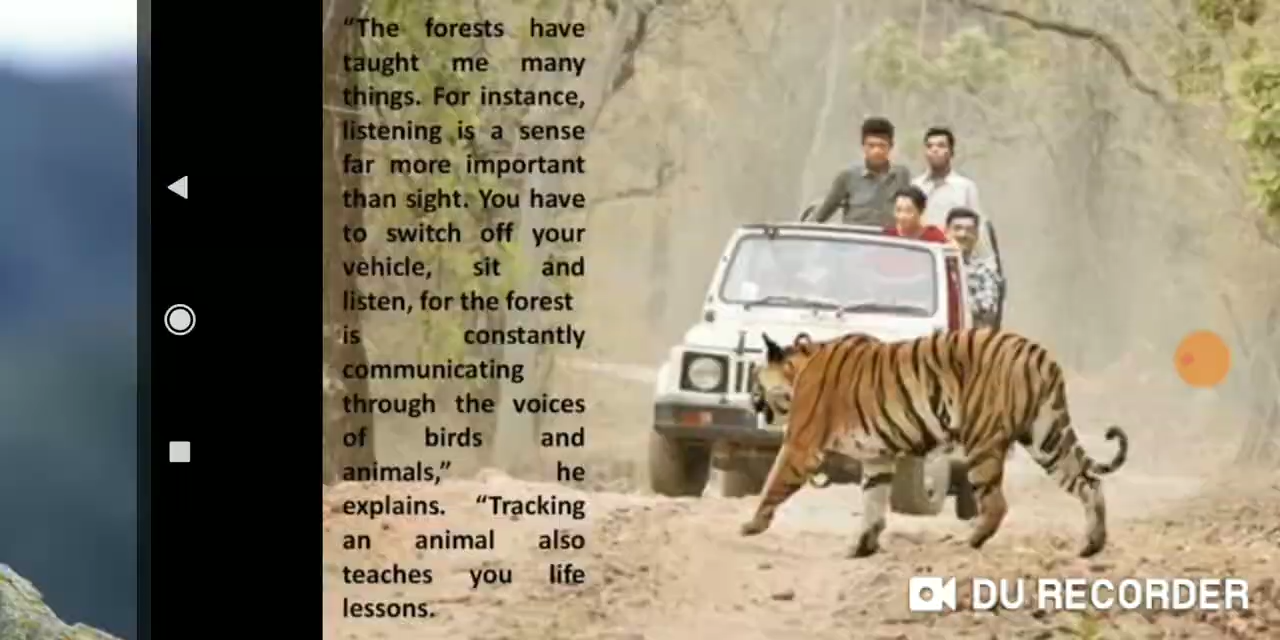 “The forests have
taught me many
things. For instance,
listening is a sense
far more important
than sight. You have
to switch off your
vehicle, sit and
listen, for the forest
is constantly
communicating
through the voices
of birds and
animals,” he
explains. “Tracking
an animal also
teaches you life
lessons.
DU RECORDER